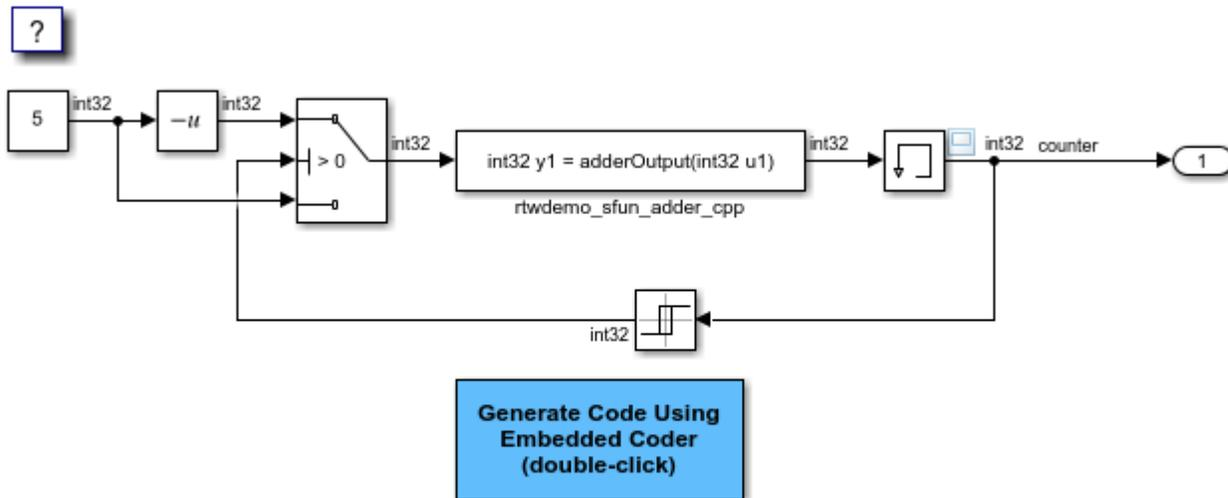 ?
5
int32
-u
int32
> 0
int32
int32 y1 = adderOutput(int32 u1)
rtwdemo_sfun_adder_cpp
int32
int32 counter
1
int32
Generate Code Using
Embedded Coder
(double-click)